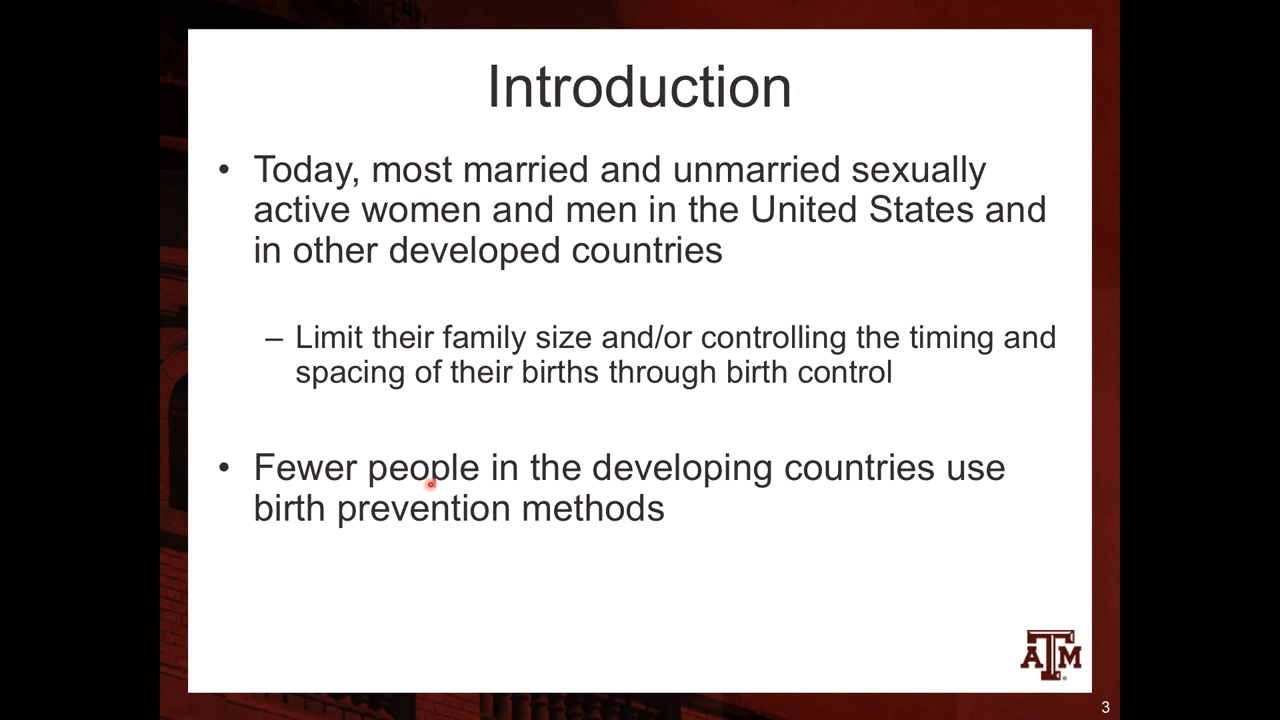 Introduction
• Today, most married and unmarried sexually
active women and men in the United States and
in other developed countries
– Limit their family size and/or controlling the timing and
spacing of their births through birth control
• Fewer people in the developing countries use
birth prevention methods
ATM
3